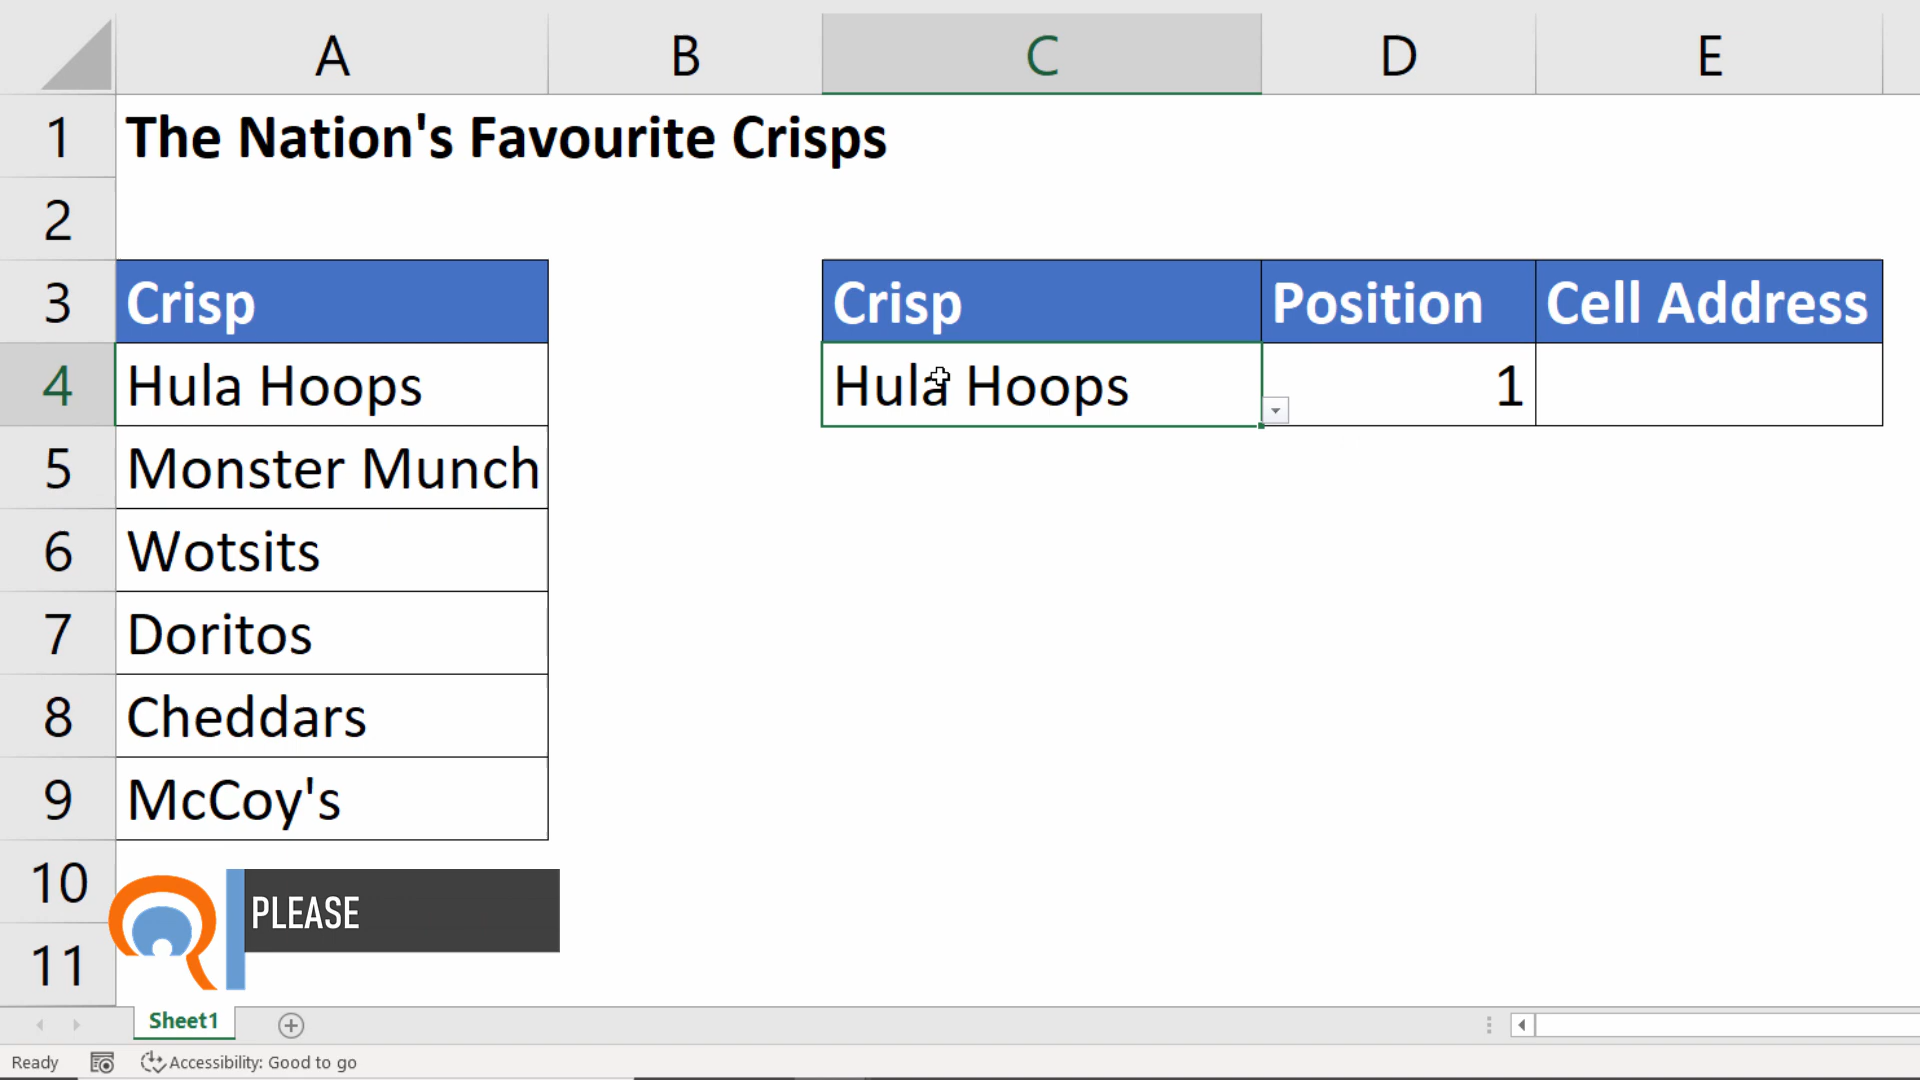 A B C D E
1 The Nation's Favourite Crisps
2
3 Crisp Crisp Position Cell Address
4 Hula Hoops Hula Hoops 1
5 Monster Munch
6 Wotsits
7 Doritos
8 Cheddars
9 McCoy's
10
PLEASE
11
Sheet1
Ready Accessibility: Good to go